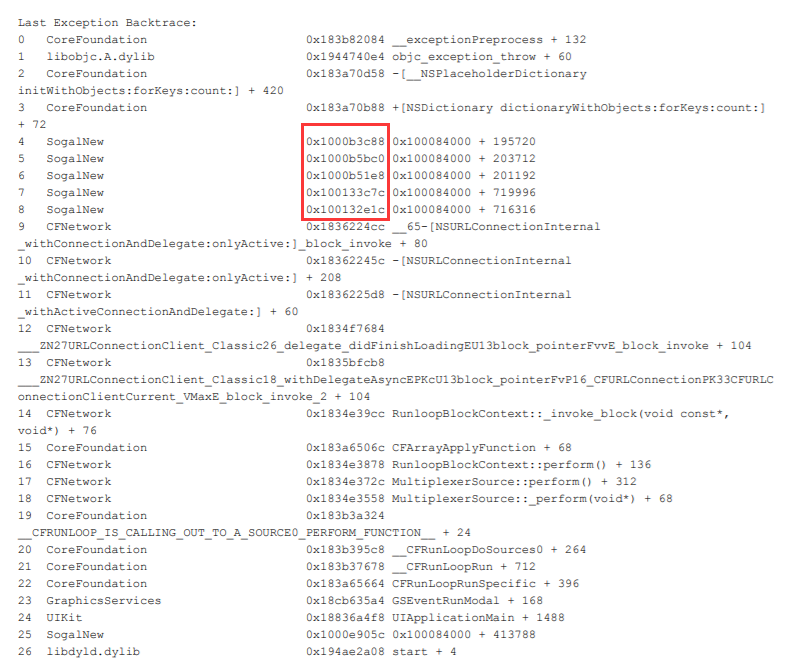 Last Exception Backtrace:
0   CoreFoundation                      0x183b82084 __exceptionPreprocess + 132
1   libobjc.A.dylib                     0x1944740e4 objc_exception_throw + 60
2   CoreFoundation                      0x183a70d58 -[__NSPlaceholderDictionary
initWithObjects:forKeys:count:] + 420
3   CoreFoundation                      0x183a70b88 +[NSDictionary dictionaryWithObjects:forKeys:count:]
+ 72
4   SogalNew                            0x1000b3c88 0x100084000 + 195720
5   SogalNew                            0x1000b5bc0 0x100084000 + 203712
6   SogalNew                            0x1000b51e8 0x100084000 + 201192
7   SogalNew                            0x100133c7c 0x100084000 + 719996
8   SogalNew                            0x100132e1c 0x100084000 + 716316
9   CFNetwork                           0x1836224cc __65-[NSURLConnectionInternal
_withConnectionAndDelegate:onlyActive:]_block_invoke + 80
10  CFNetwork                           0x18362245c -[NSURLConnectionInternal
_withConnectionAndDelegate:onlyActive:] + 208
11  CFNetwork                           0x1836225d8 -[NSURLConnectionInternal
_withActiveConnectionAndDelegate:] + 60
12  CFNetwork                           0x1834f7684
___ZN27URLConnectionClient_Classic26_delegate_didFinishLoadingEU13block_pointerFvvE_block_invoke + 104
13  CFNetwork                           0x1835bfcb8
___ZN27URLConnectionClient_Classic18_withDelegateAsyncEPKcU13block_pointerFvP16_CFURLConnectionPK33CFURLC
onnectionClientCurrent_VMaxE_block_invoke_2 + 104
14  CFNetwork                           0x1834e39cc RunloopBlockContext::_invoke_block(void const*,
void*) + 76
15  CoreFoundation                      0x183a6506c CFArrayApplyFunction + 68
16  CFNetwork                           0x1834e3878 RunloopBlockContext::perform() + 136
17  CFNetwork                           0x1834e372c MultiplexerSource::perform() + 312
18  CFNetwork                           0x1834e3558 MultiplexerSource::_perform(void*) + 68
19  CoreFoundation                      0x183b3a324
__CFRUNLOOP_IS_CALLING_OUT_TO_A_SOURCE0_PERFORM_FUNCTION__ + 24
20  CoreFoundation                      0x183b395c8 __CFRunLoopDoSources0 + 264
21  CoreFoundation                      0x183b37678 __CFRunLoopRun + 712
22  CoreFoundation                      0x183a65664 CFRunLoopRunSpecific + 396
23  GraphicsServices                    0x18cb635a4 GSEventRunModal + 168
24  UIKit                               0x18836a4f8 UIApplicationMain + 1488
25  SogalNew                            0x1000e905c 0x100084000 + 413788
26  libdyld.dylib                       0x194ae2a08 start + 4